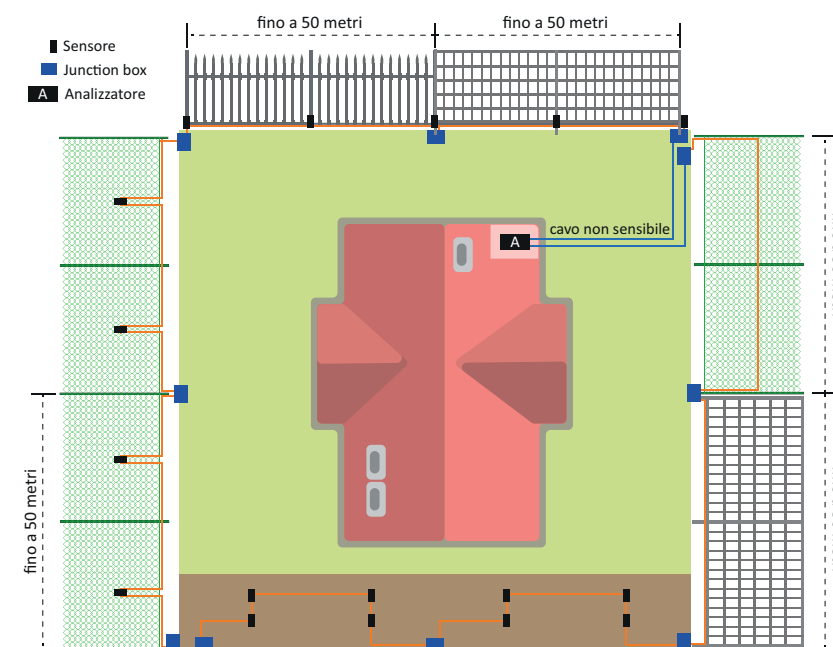 fino a 50 metri
fino a 50 metri
Sensore
Junction box
A Analizzatore
cavo non sensibile
A
fino a 50 metri